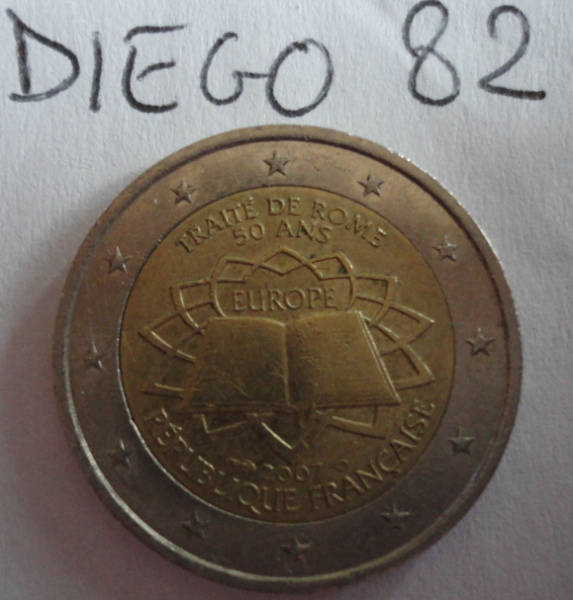 DIEGO 82
TRAITÉ DE ROME
50 ANS
EUROPE
2007
RÉPUBLIQUE FRANÇAISE